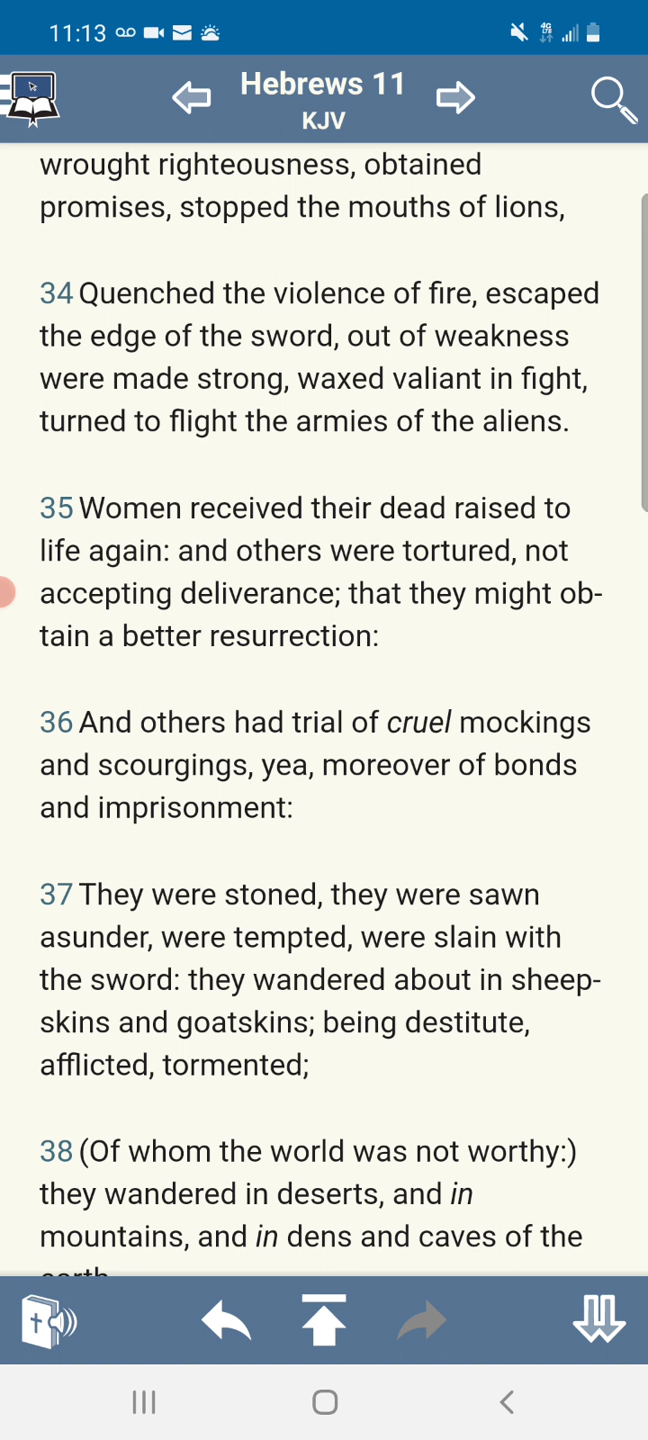 11:13
4G
LTE
Hebrews 11
KJV
wrought righteousness, obtained
promises, stopped the mouths of lions,
34 Quenched the violence of fire, escaped
the edge of the sword, out of weakness
were made strong, waxed valiant in fight,
turned to flight the armies of the aliens.
35 Women received their dead raised to
life again: and others were tortured, not
accepting deliverance; that they might ob-
tain a better resurrection:
36 And others had trial of cruel mockings
and scourgings, yea, moreover of bonds
and imprisonment:
37 They were stoned, they were sawn
asunder, were tempted, were slain with
the sword: they wandered about in sheep-
skins and goatskins; being destitute,
afflicted, tormented;
38 (Of whom the world was not worthy:)
they wandered in deserts, and in
mountains, and in dens and caves of the
earth